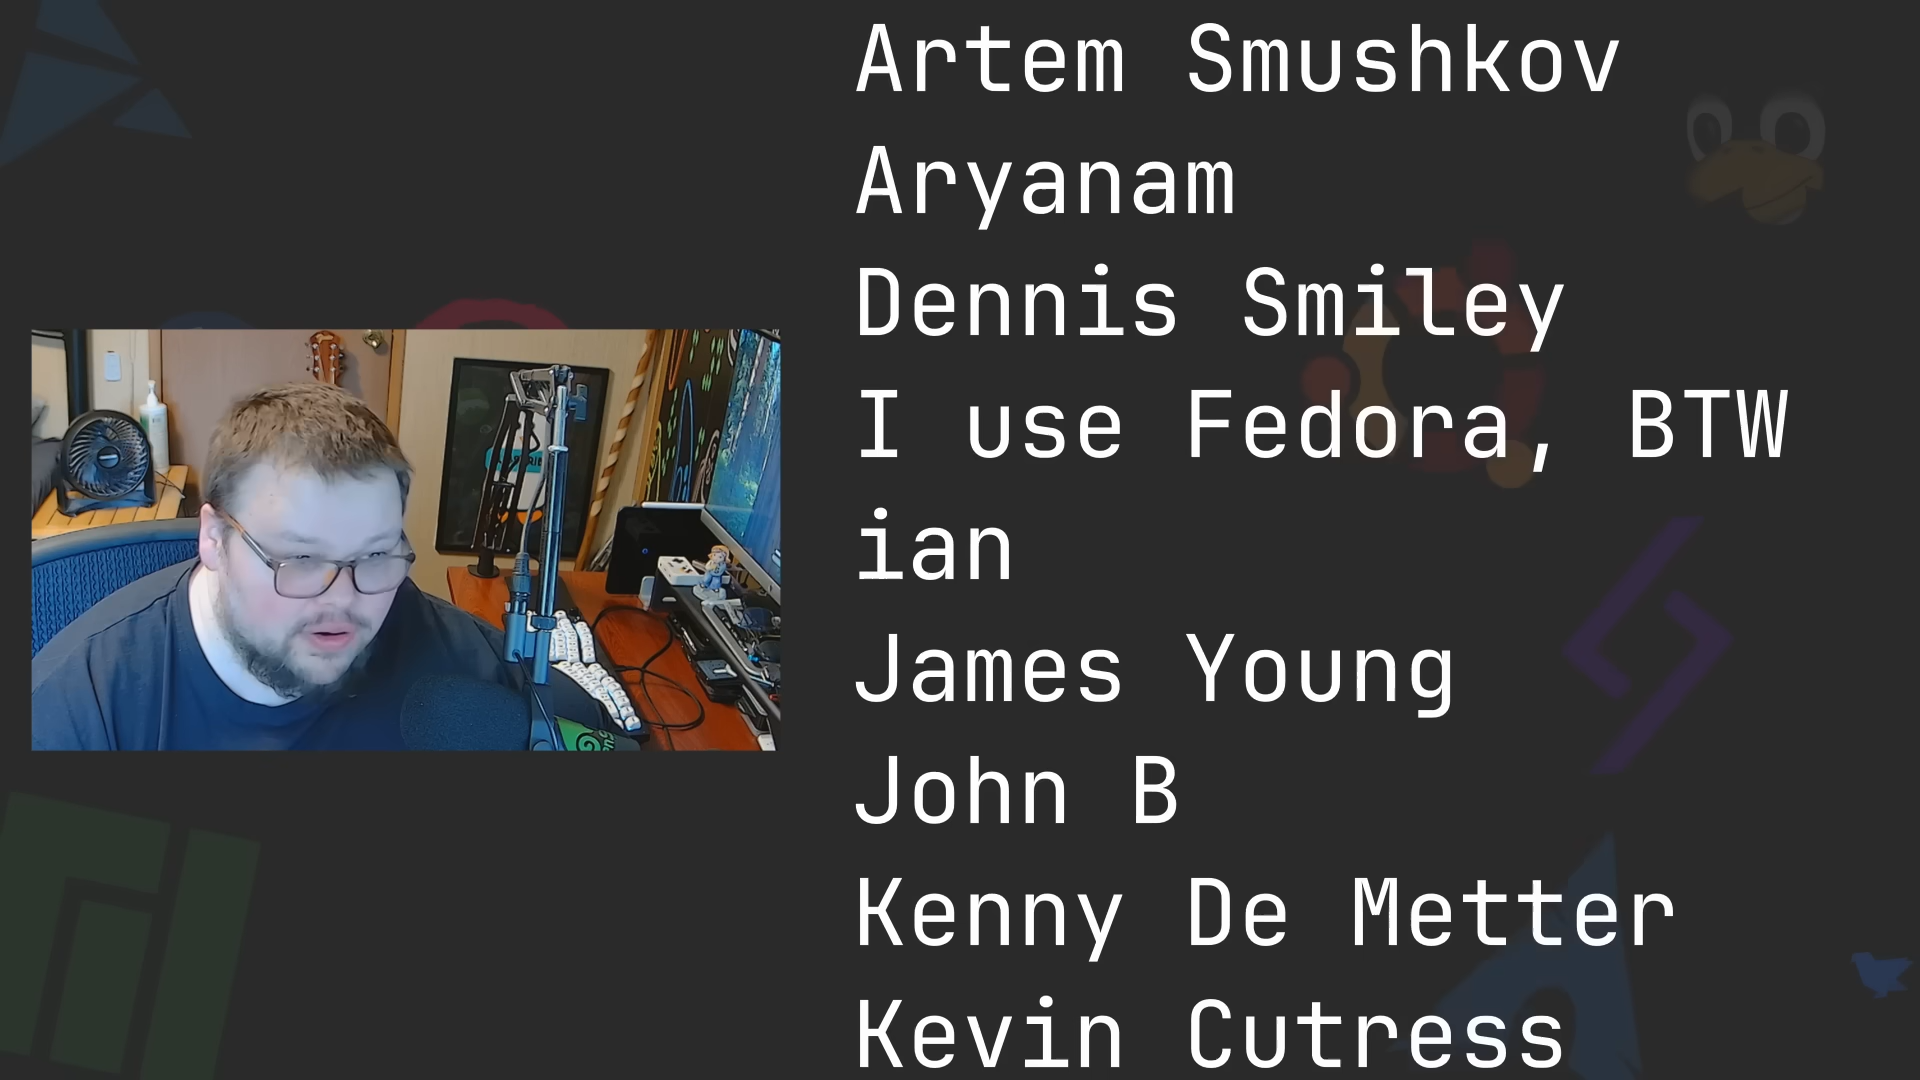 Artem Smushkov
Aryanam
Dennis Smiley
I use Fedora, BTW
ian
James Young
John B
Kenny De Metter
Kevin Cutress